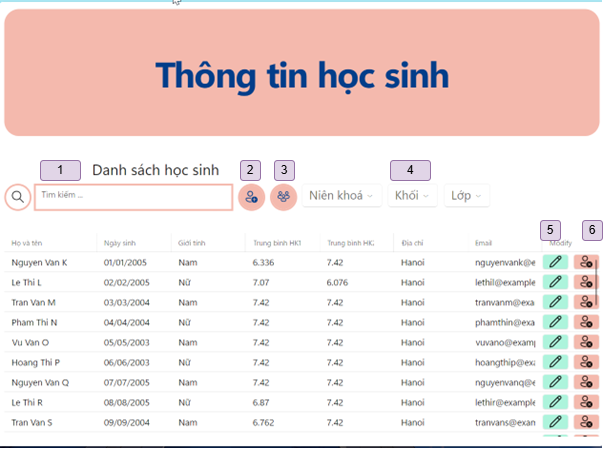 Thông tin học sinh
1 Danh sách học sinh 2 3 4
Tìm kiếm ... Niên khoá Khối Lớp
5 6
Họ và tên Ngày sinh Giới tính Trung bình HK1 Trung bình HK2 Địa chỉ Email Modify
Nguyen Van K 01/01/2005 Nam 6.336 7.42 Hanoi nguyenvank@e
Le Thi L 02/02/2005 Nữ 7.07 6.076 Hanoi lethil@example
Tran Van M 03/03/2004 Nam 7.42 7.42 Hanoi tranvanm@exa
Pham Thi N 04/04/2004 Nữ 7.42 7.42 Hanoi phamthin@exa
Vu Van O 05/05/2003 Nam 7.42 7.42 Hanoi vuvano@examp
Hoang Thi P 06/06/2003 Nữ 7.42 7.42 Hanoi hoangthip@exa
Nguyen Van Q 07/07/2005 Nam 7.42 7.42 Hanoi nguyenvanq@e
Le Thi R 08/08/2005 Nữ 6.87 7.42 Hanoi lethir@example
Tran Van S 09/09/2004 Nam 6.762 7.42 Hanoi tranvans@exan